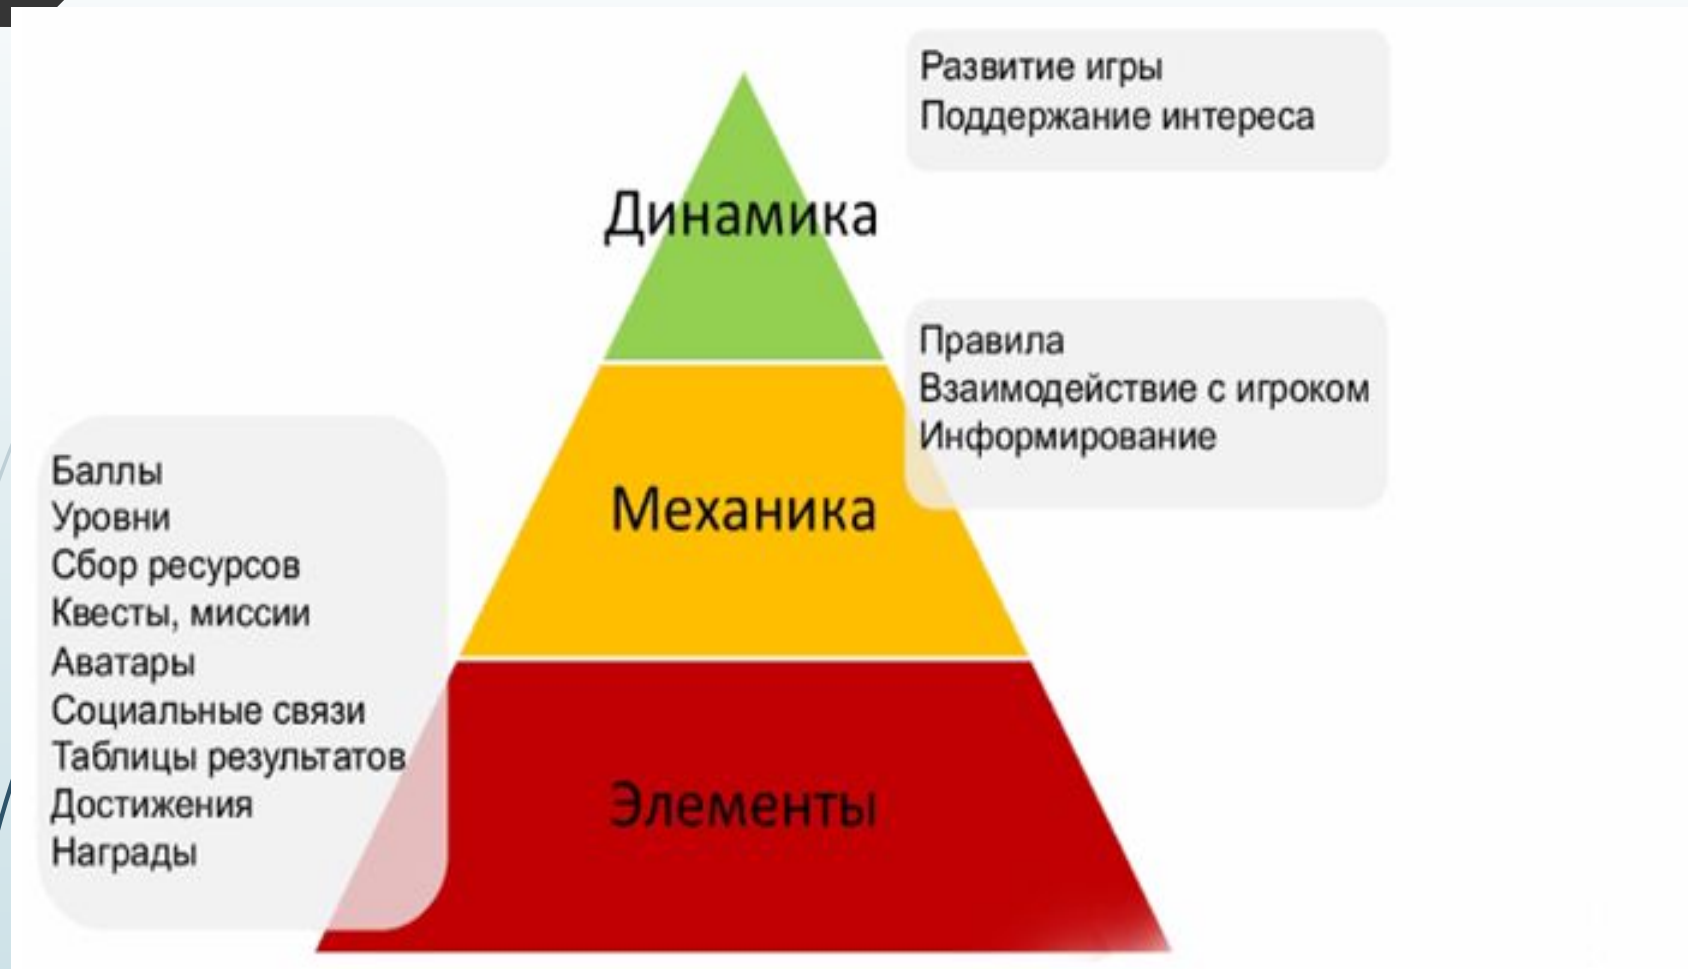 Развитие игры
Поддержание интереса
Динамика
Правила
Взаимодействие с игроком
Информирование
Механика
Баллы
Уровни
Сбор ресурсов
Квесты, миссии
Аватары
Социальные связи
Таблицы результатов
Достижения
Награды
Элементы